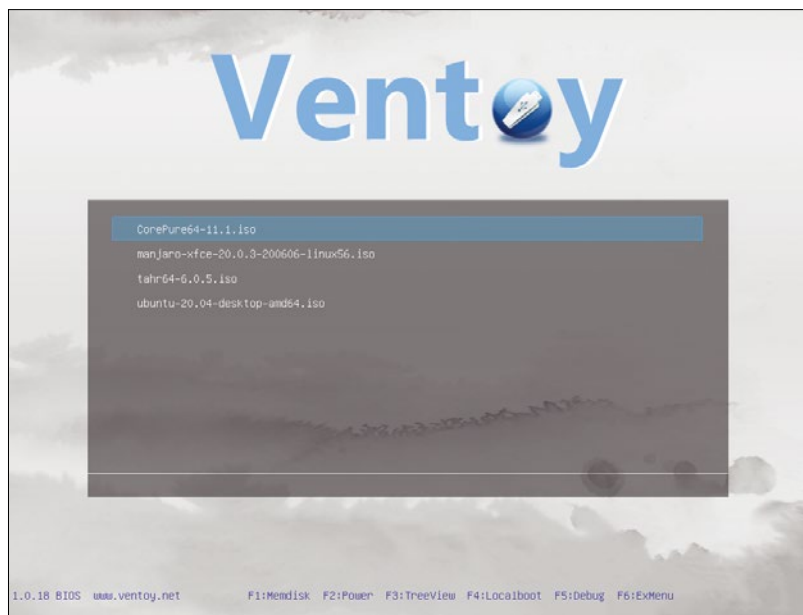 Ventoy
CorePure64-11.1.iso
manjaro-xfce-20.0.3-200606-linux56.iso
tahr64-6.0.5.iso
ubuntu-20.04-desktop-amd64.iso
1.0.18 BIOS www.ventoy.net F1:Memdisk F2:Power F3:TreeView F4:Localboot F5:Debug F6:ExMenu